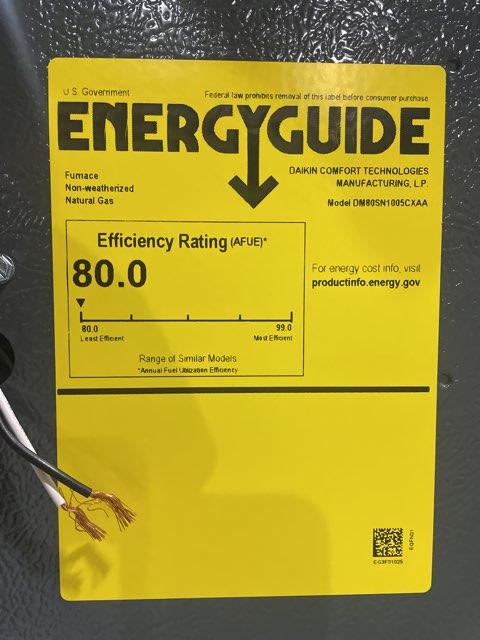 U.S. Government
Federal law prohibits removal of this label before consumer purchase
ENERGYGUIDE
Furnace
Non-weatherized
Natural Gas
DAIKIN COMFORT TECHNOLOGIES
MANUFACTURING, L.P.
Model DM80SN1005CXAA
Efficiency Rating (AFUE)*
80.0
80.0
99.0
Least Efficient
Most Efficient
Range of Similar Models
*Annual Fuel Utilization Efficiency
For energy cost info, visit
productinfo.energy.gov